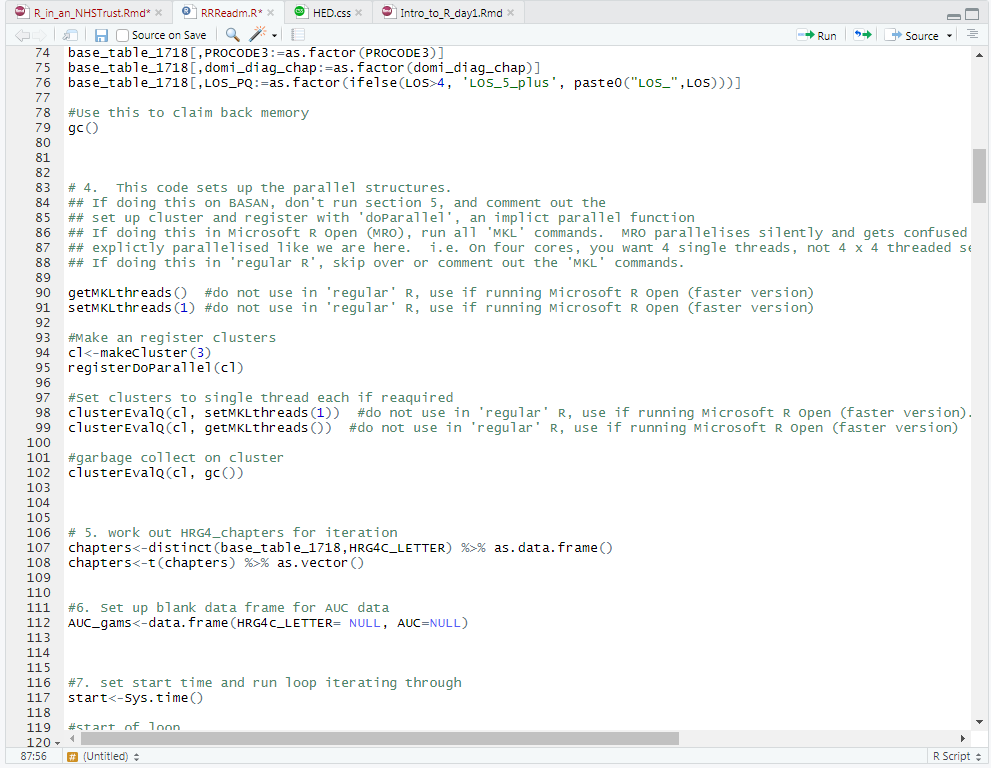 R_in_an_NHSTrust.Rmd* RRReadm.R* HED.css Intro_to_R_day1.Rmd
Source on Save Run Source
74 base_table_1718[,PROCODE3:=as.factor(PROCODE3)]
75 base_table_1718[,domi_diag_chap:=as.factor(domi_diag_chap)]
76 base_table_1718[,LOS_PQ:=as.factor(ifelse(LOS>4, 'LOS_5_plus', paste0("LOS_",LOS)))]
77
78 #Use this to claim back memory
79 gc()
80
81
82
83 # 4.  This code sets up the parallel structures.
84 ## If doing this on BASAN, don't run section 5, and comment out the
85 ## set up cluster and register with 'doParallel', an implict parallel function
86 ## If doing this in Microsoft R Open (MRO), run all 'MKL' commands.  MRO parallelises silently and gets confused
87 ## explictly parallelised like we are here.  i.e. On four cores, you want 4 single threads, not 4 x 4 threaded se
88 ## If doing this in 'regular R', skip over or comment out the 'MKL' commands.
89
90 getMKLthreads()  #do not use in 'regular' R, use if running Microsoft R Open (faster version)
91 setMKLthreads(1) #do not use in 'regular' R, use if running Microsoft R Open (faster version)
92
93 #Make an register clusters
94 cl<-makeCluster(3)
95 registerDoParallel(cl)
96
97 #Set clusters to single thread each if reaquired
98 clusterEvalQ(cl, setMKLthreads(1))  #do not use in 'regular' R, use if running Microsoft R Open (faster version).
99 clusterEvalQ(cl, getMKLthreads())  #do not use in 'regular' R, use if running Microsoft R Open (faster version)
100
101 #garbage collect on cluster
102 clusterEvalQ(cl, gc())
103
104
105
106 # 5. work out HRG4_chapters for iteration
107 chapters<-distinct(base_table_1718,HRG4C_LETTER) %>% as.data.frame()
108 chapters<-t(chapters) %>% as.vector()
109
110
111 #6. Set up blank data frame for AUC data
112 AUC_gams<-data.frame(HRG4c_LETTER= NULL, AUC=NULL)
113
114
115
116 #7. set start time and run loop iterating through
117 start<-Sys.time()
118
119 #start of loop
120
87:56 (Untitled) R Script